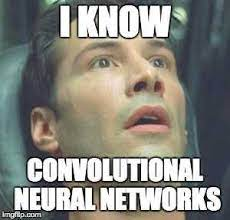 I KNOW
CONVOLUTIONAL
NEURAL NETWORKS
imgflip.com